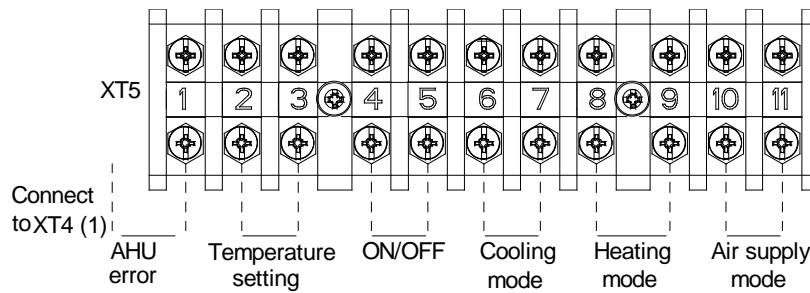 XT5
1 2 3 4 5 6 7 8 9 10 11
Connect
to XT4 (1)
AHU
error
Temperature
setting
ON/OFF
Cooling
mode
Heating
mode
Air supply
mode